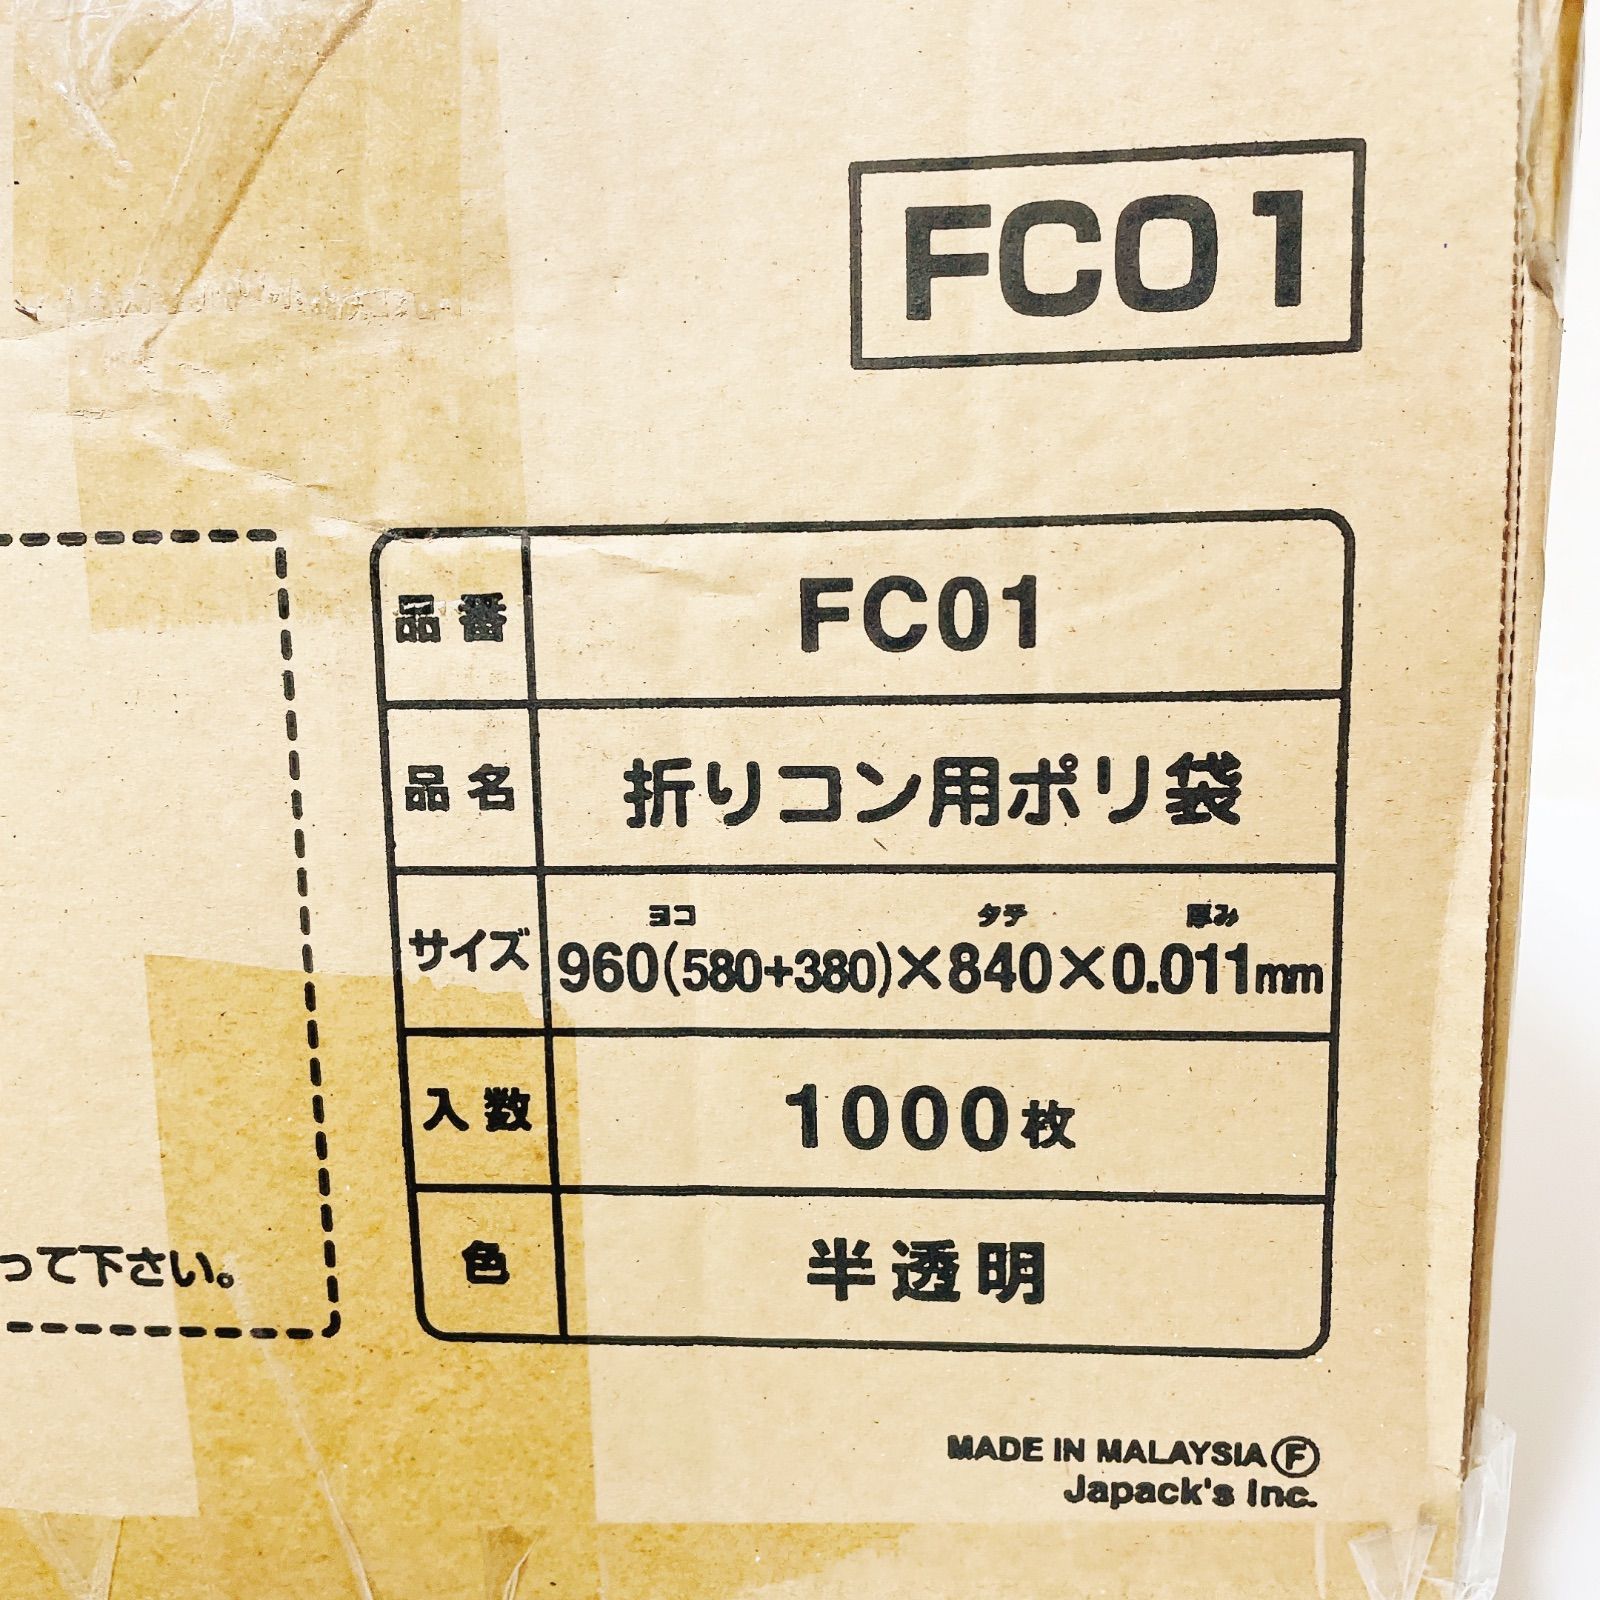 FC01
品番 FC01
品名 折りコン用ポリ袋
ヨコ タテ 厚み
サイズ 960(580+380)×840×0.011mm
入数 1000枚
色 半透明
って下さい。
MADE IN MALAYSIA Ⓕ
Japack's Inc.